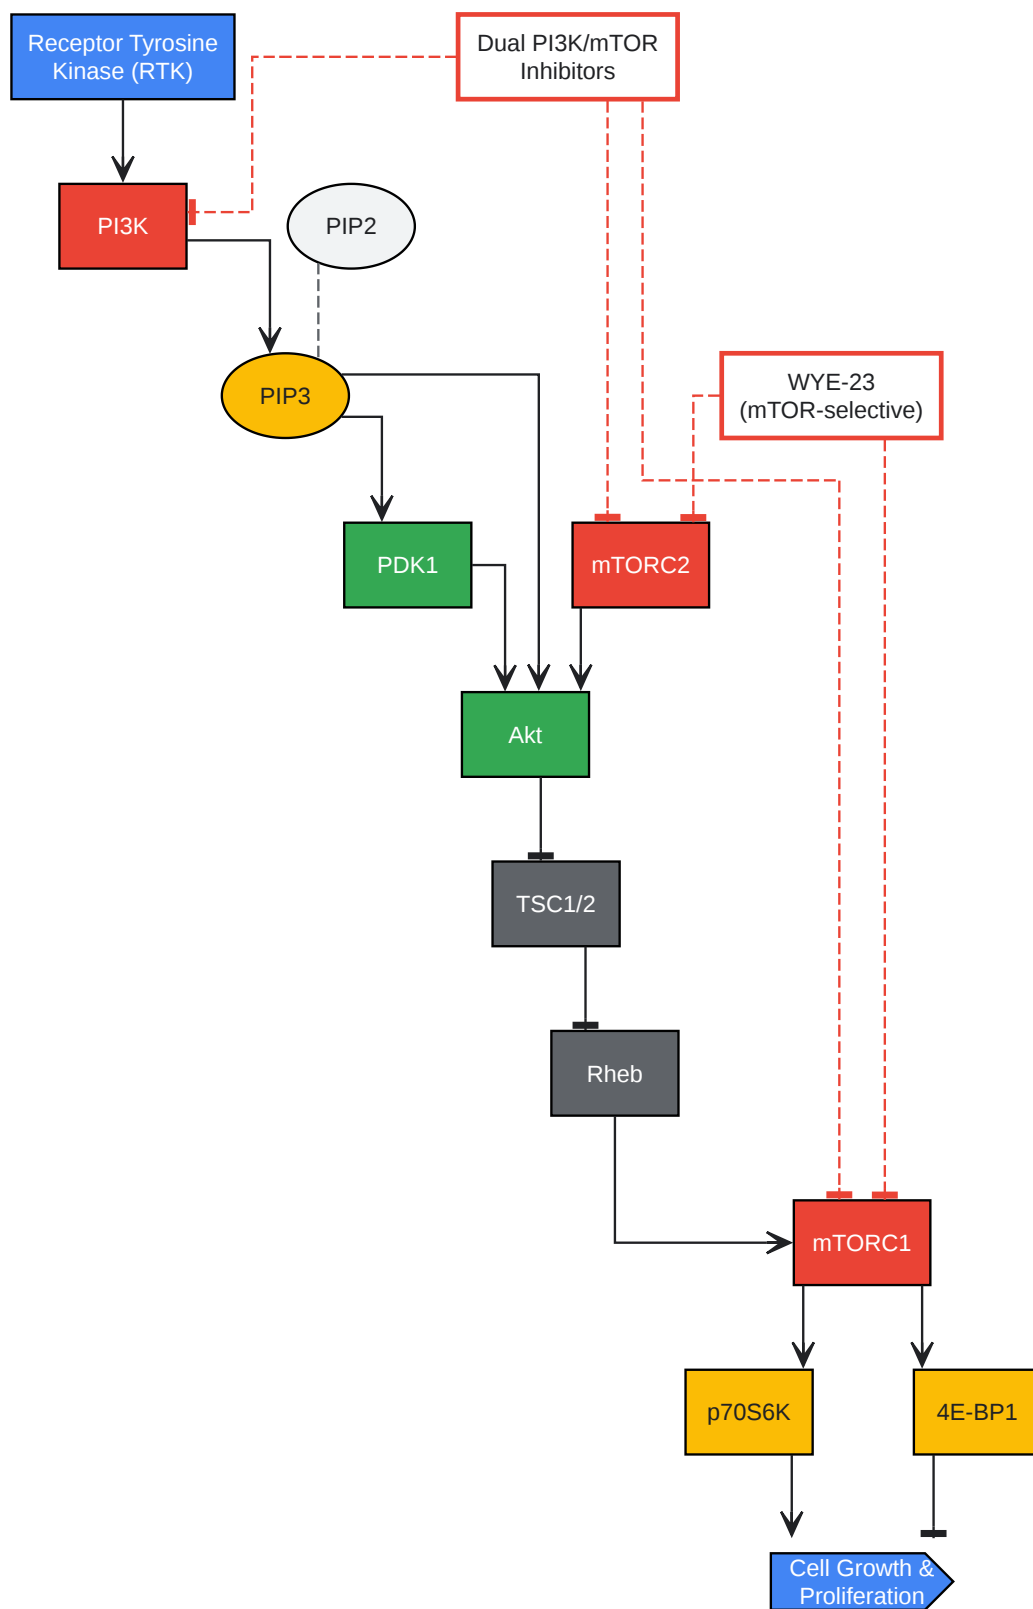 Receptor Tyrosine
Kinase (RTK)
Dual PI3K/mTOR
Inhibitors
PI3K
PIP2
PIP3
WYE-23
(mTOR-selective)
PDK1
mTORC2
Akt
TSC1/2
Rheb
mTORC1
p70S6K
4E-BP1
Cell Growth &
Proliferation